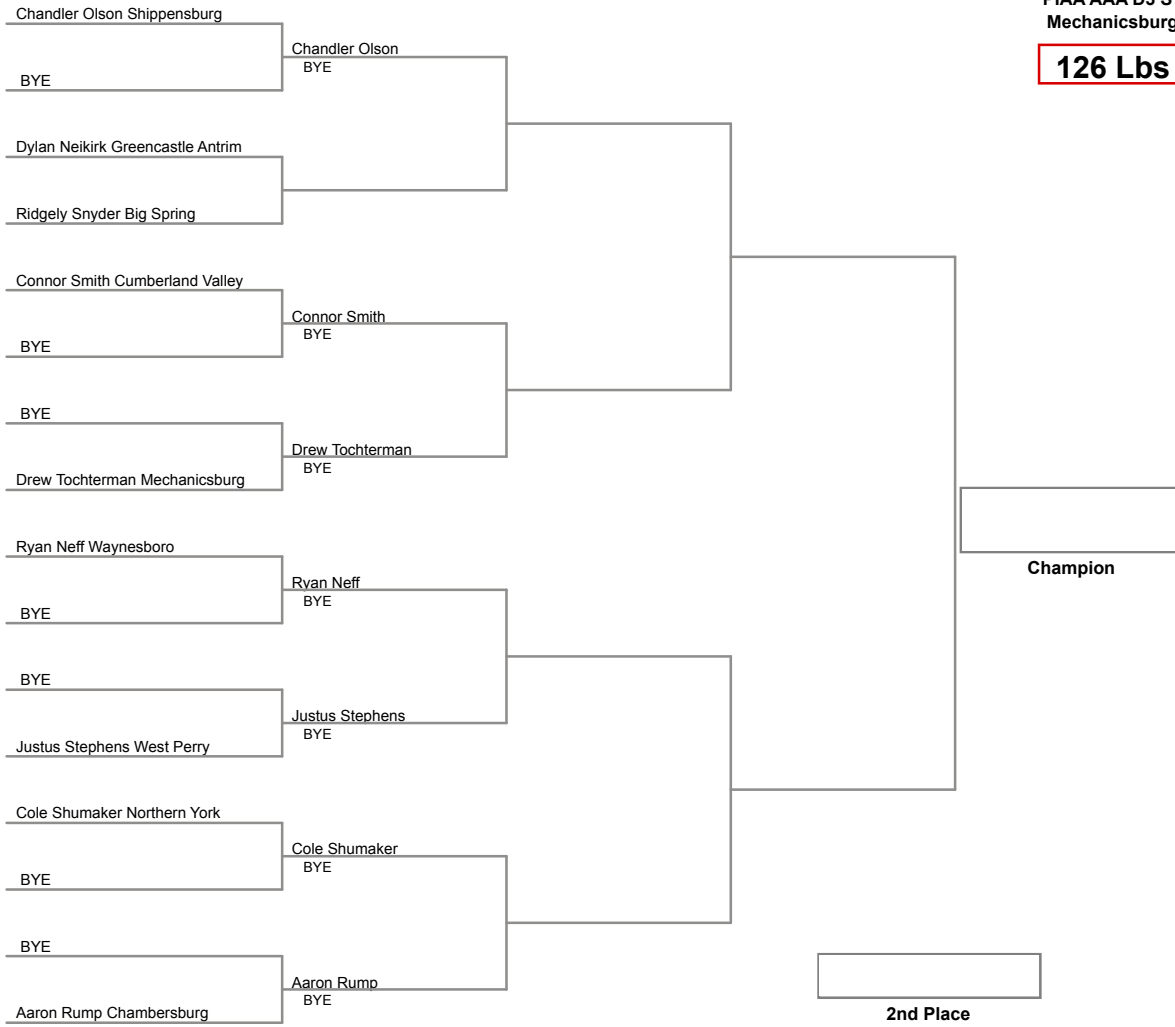 Chandler Olson Shippensburg
BYE
Dylan Neikirk Greencastle Antrim
Ridgely Snyder Big Spring
Connor Smith Cumberland Valley
BYE
BYE
Drew Tochterman Mechanicsburg
Ryan Neff Waynesboro
BYE
BYE
Justus Stephens West Perry
Cole Shumaker Northern York
BYE
BYE
Aaron Rump Chambersburg
Chandler Olson
BYE
Connor Smith
BYE
Drew Tochterman
BYE
Ryan Neff
BYE
Justus Stephens
BYE
Cole Shumaker
BYE
Aaron Rump
BYE
PIAA AAA D3 S
Mechanicsburg
126 Lbs
Champion
2nd Place